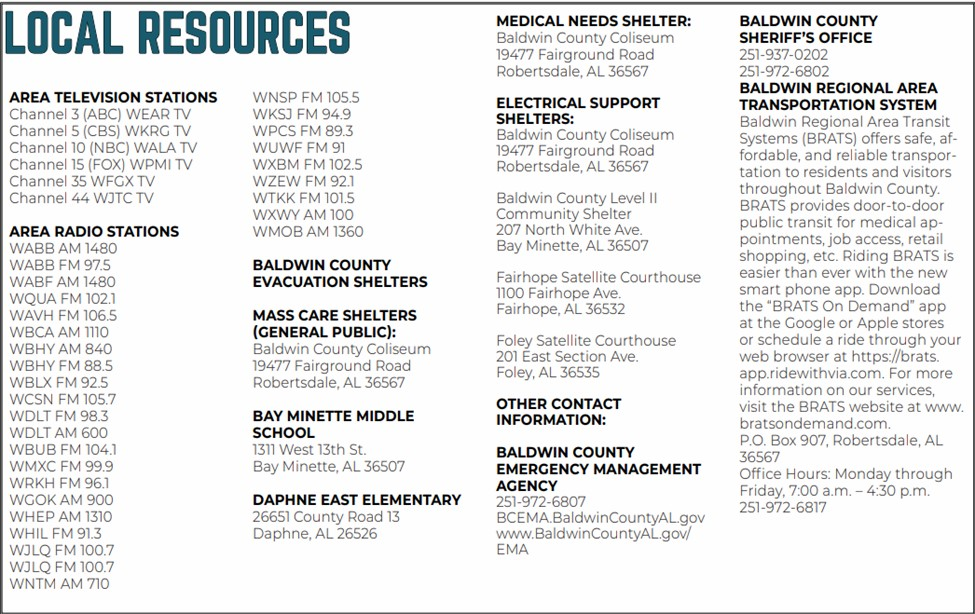 LOCAL RESOURCES
AREA TELEVISION STATIONS
Channel 3 (ABC) WEAR TV
Channel 5 (CBS) WKRG TV
Channel 10 (NBC) WALA TV
Channel 15 (FOX) WPMI TV
Channel 35 WFGX TV
Channel 44 WJTC TV
AREA RADIO STATIONS
WABB AM 1480
WABB FM 97.5
WABF AM 1480
WQUA FM 102.1
WAVH FM 106.5
WBCA AM 1110
WBHY AM 840
WBHY FM 88.5
WBLX FM 92.5
WCSN FM 105.7
WDLT FM 98.3
WDLT AM 600
WBUB FM 104.1
WMXC FM 99.9
WRKH FM 96.1
WGOK AM 900
WHEP AM 1310
WHIL FM 91.3
WJLQ FM 100.7
WJLQ FM 100.7
WNTM AM 710
WNSP FM 105.5
WKSJ FM 94.9
WPCS FM 89.3
WUWF FM 91
WXBM FM 102.5
WZEW FM 92.1
WTKK FM 101.5
WXWY AM 100
WMOB AM 1360
BALDWIN COUNTY
EVACUATION SHELTERS
MASS CARE SHELTERS
(GENERAL PUBLIC):
Baldwin County Coliseum
19477 Fairground Road
Robertsdale, AL 36567
BAY MINETTE MIDDLE
SCHOOL
1311 West 13th St.
Bay Minette, AL 36507
DAPHNE EAST ELEMENTARY
26651 County Road 13
Daphne, AL 26526
MEDICAL NEEDS SHELTER:
Baldwin County Coliseum
19477 Fairground Road
Robertsdale, AL 36567
ELECTRICAL SUPPORT
SHELTERS:
Baldwin County Coliseum
19477 Fairground Road
Robertsdale, AL 36567
Baldwin County Level II
Community Shelter
207 North White Ave.
Bay Minette, AL 36507
Fairhope Satellite Courthouse
1100 Fairhope Ave.
Fairhope, AL 36532
Foley Satellite Courthouse
201 East Section Ave.
Foley, AL 36535
OTHER CONTACT
INFORMATION:
BALDWIN COUNTY
EMERGENCY MANAGEMENT
AGENCY
251-972-6807
BCEMA.BaldwinCountyAL.gov
www.BaldwinCountyAL.gov/
EMA
BALDWIN COUNTY
SHERIFF'S OFFICE
251-937-0202
251-972-6802
BALDWIN REGIONAL AREA
TRANSPORTATION SYSTEM
Baldwin Regional Area Transit
Systems (BRATS) offers safe, af-
fordable, and reliable transpor-
tation to residents and visitors
throughout Baldwin County.
BRATS provides door-to-door
public transit for medical ap-
pointments, job access, retail
shopping, etc. Riding BRATS is
easier than ever with the new
smart phone app. Download
the "BRATS On Demand" app
at the Google or Apple stores
or schedule a ride through your
web browser at https://brats.
app.ridewithvia.com. For more
information on our services,
visit the BRATS website at www.
bratsondemand.com.
P.O. Box 907, Robertsdale, AL
36567
Office Hours: Monday through
Friday, 7:00 a.m. – 4:30 p.m.
251-972-6817